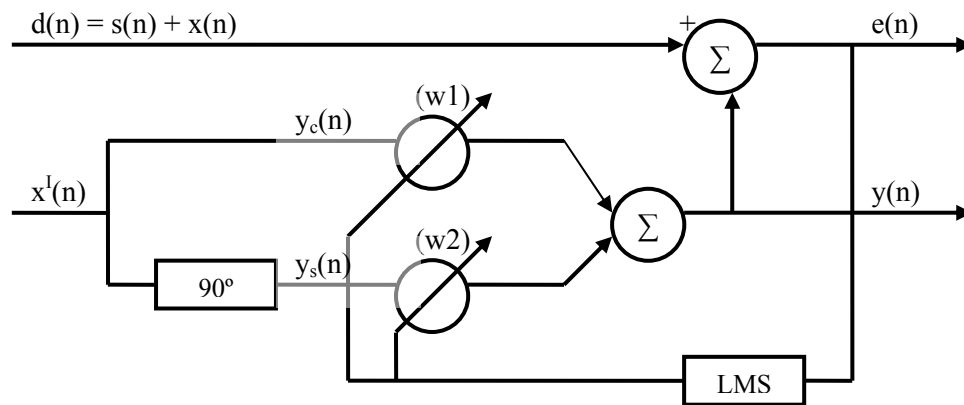 d(n) = s(n) + x(n)
+
∑
e(n)
(w1)
y_c(n)
x^I(n)
∑
y(n)
(w2)
y_s(n)
90º
LMS